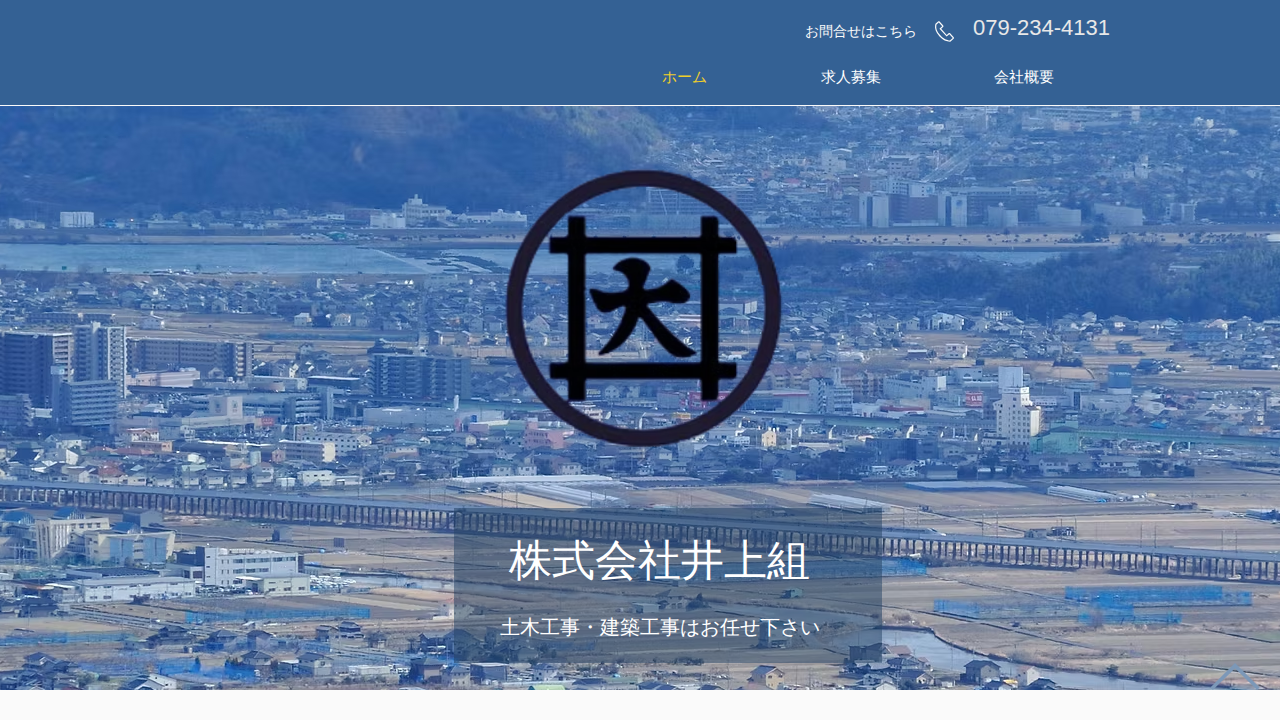 お問合せはこちら 079-234-4131
ホーム 求人募集 会社概要
大
株式会社井上組
土木工事・建築工事はお任せ下さい